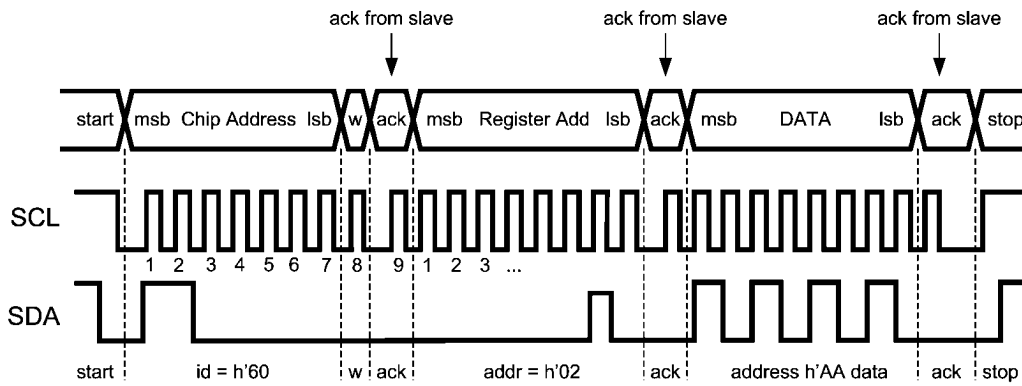 ack from slave ack from slave ack from slave
start msb Chip Address lsb w ack msb Register Add lsb ack msb DATA lsb ack stop
SCL
1 2 3 4 5 6 7 8 9 1 2 3 ...
SDA
start id = h'60 w ack addr = h'02 ack address h'AA data ack stop